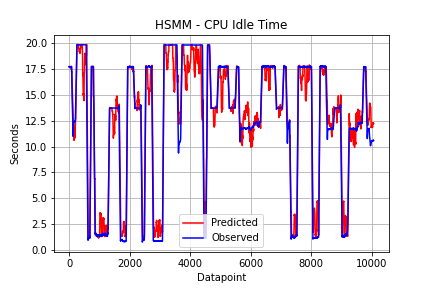 HSMM - CPU Idle Time
20.0
17.5
15.0
12.5
10.0
7.5
5.0
2.5
0.0
Seconds
Predicted
Observed
0 2000 4000 6000 8000 10000
Datapoint